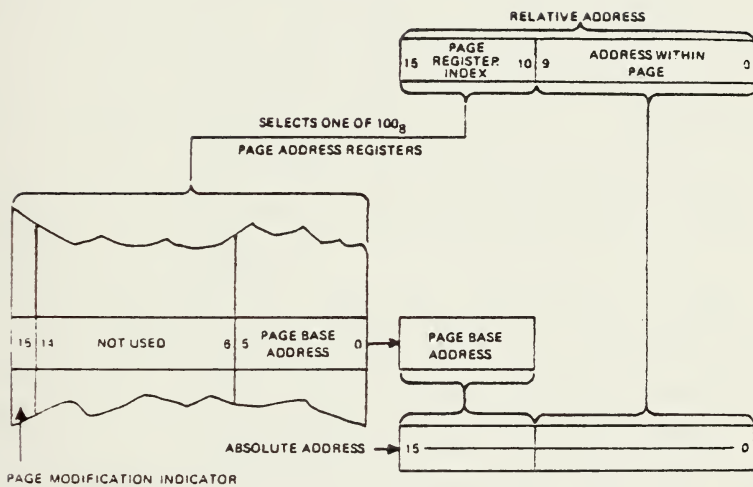 RELATIVE ADDRESS
15 PAGE REGISTER INDEX 10 9 ADDRESS WITHIN PAGE 0
SELECTS ONE OF 100₈
PAGE ADDRESS REGISTERS
15 14 NOT USED 6 5 PAGE BASE ADDRESS 0
PAGE BASE ADDRESS
ABSOLUTE ADDRESS 15 0
PAGE MODIFICATION INDICATOR